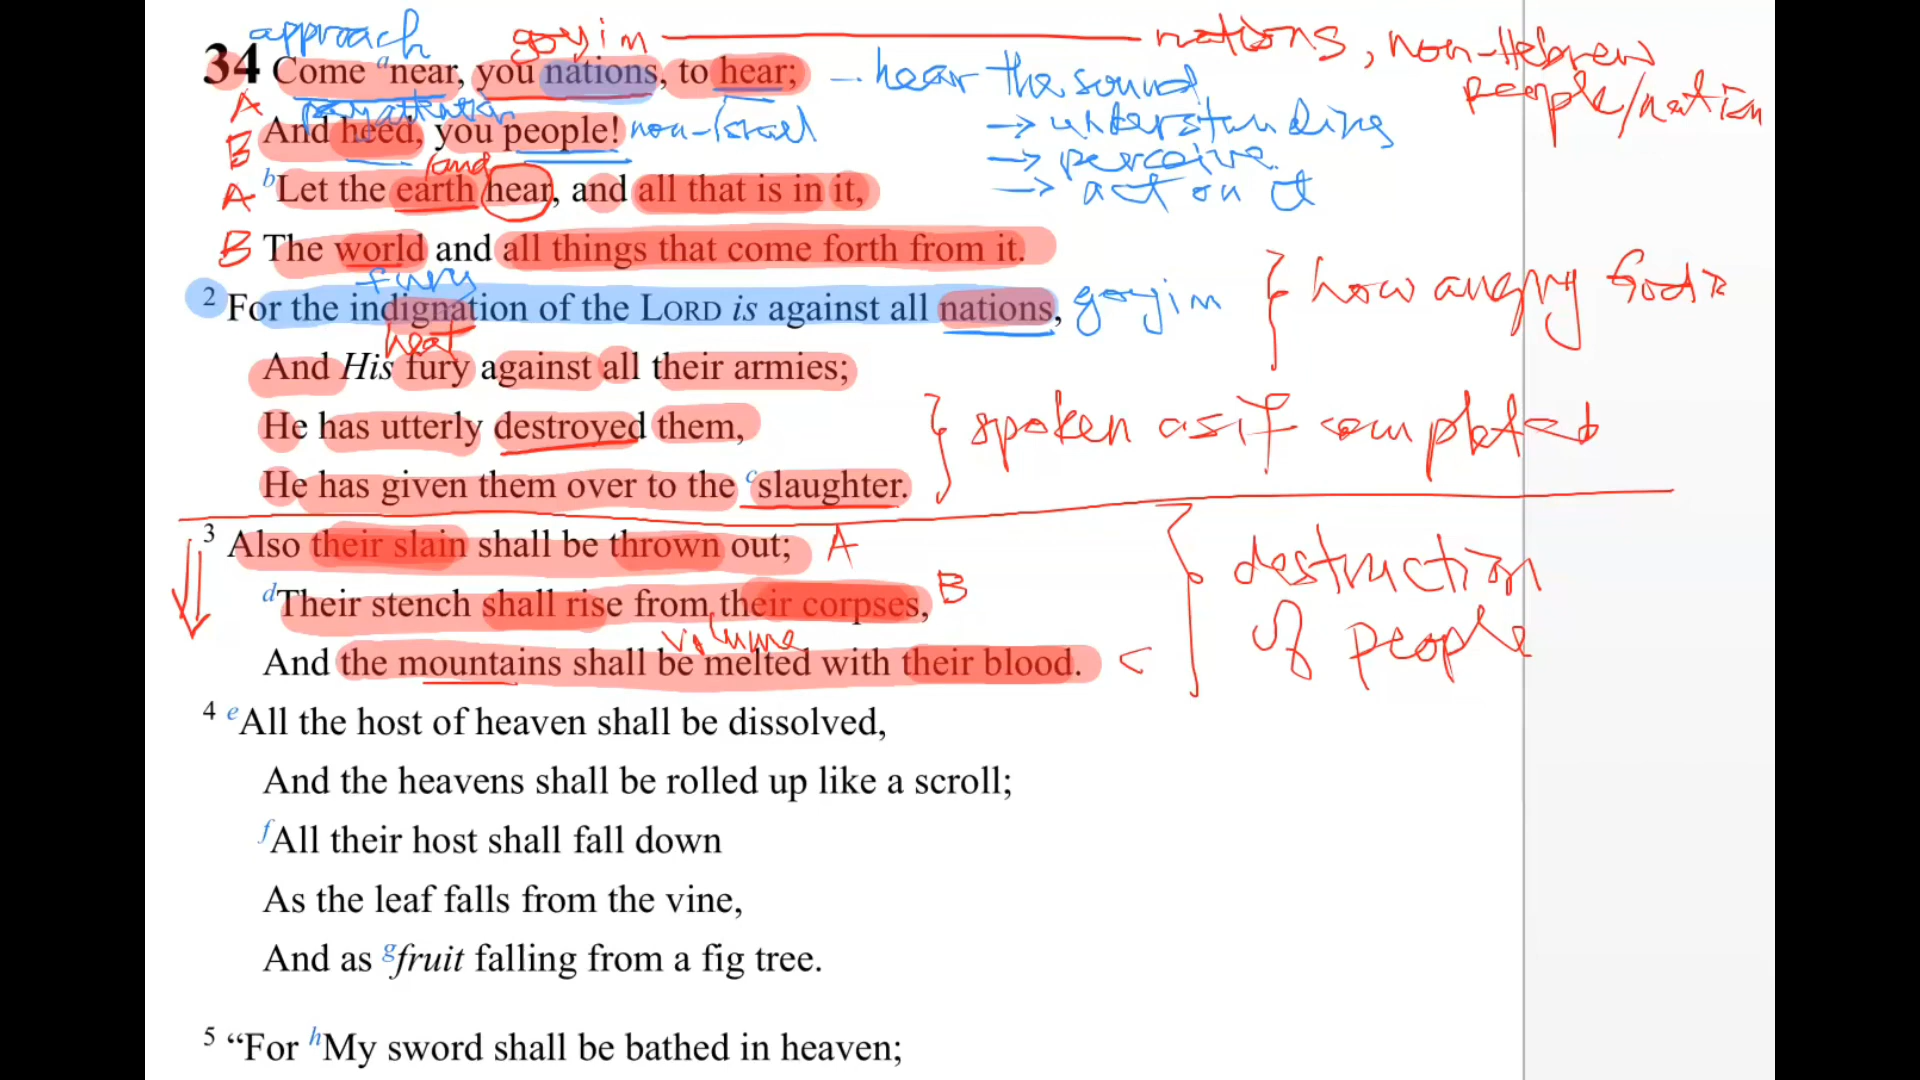 approach goyim nations, non-Hebrew
34 Come a near, you nations, to hear; - hear the sound people/nation
A pay attention → understanding
B And heed, you people! non-Israel → perceive
land → act on it
A b Let the earth hear, and all that is in it,
B The world and all things that come forth from it.
fury
2 For the indignation of the LORD is against all nations, goyim } how angry God is
heat
And His fury against all their armies;
He has utterly destroyed them, } spoken as if completed
He has given them over to the c slaughter.
3 Also their slain shall be thrown out; A } destruction
d Their stench shall rise from their corpses, B of people
volume
And the mountains shall be melted with their blood. C
4 e All the host of heaven shall be dissolved,
And the heavens shall be rolled up like a scroll;
f All their host shall fall down
As the leaf falls from the vine,
And as g fruit falling from a fig tree.
5 “For h My sword shall be bathed in heaven;